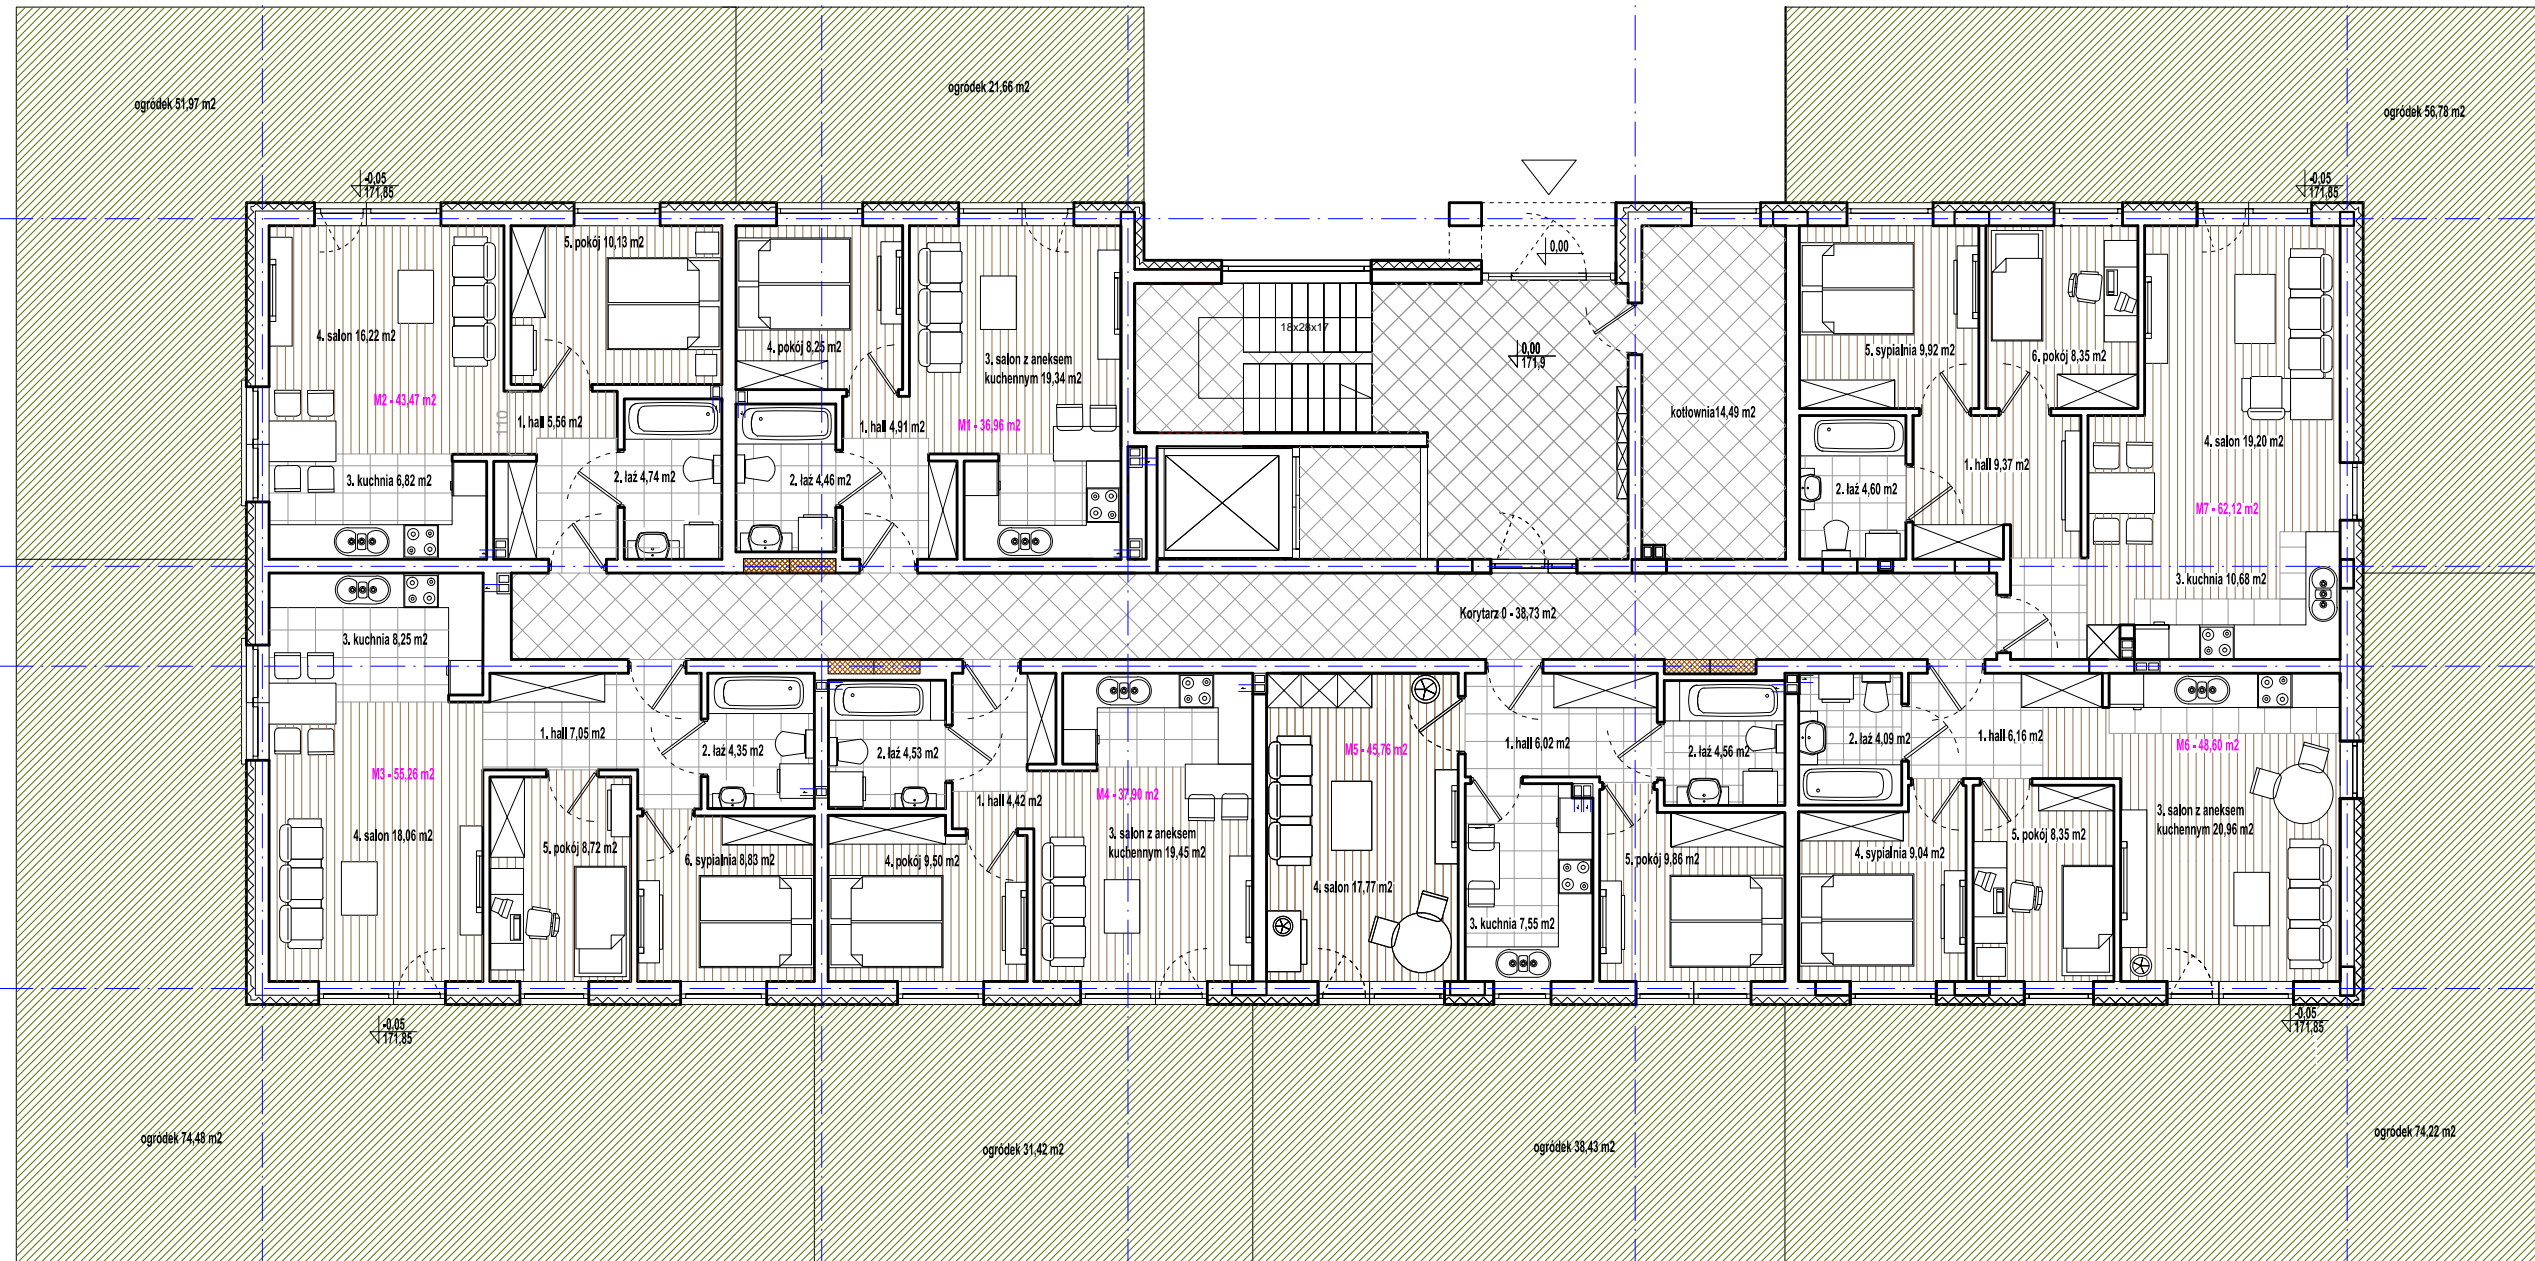 ogródek 51,97 m2
ogródek 21,66 m2
ogródek 56,78 m2
-0,05
171,85
-0,05
171,85
0,00
5. pokój 10,13 m2
4. salon 16,22 m2
4. pokój 8,25 m2
3. salon z aneksem
kuchennym 19,34 m2
18x28x17
0,00
171,9
5. sypialnia 9,92 m2
6. pokój 8,35 m2
M2 - 43,47 m2
110
1. hall 5,56 m2
1. hall 4,91 m2
M1 - 36,96 m2
kotłownia14,49 m2
4. salon 19,20 m2
3. kuchnia 6,82 m2
2. łaź 4,74 m2
2. łaź 4,46 m2
2. łaź 4,60 m2
1. hall 9,37 m2
M7 - 62,12 m2
3. kuchnia 10,68 m2
Korytarz 0 - 38,73 m2
3. kuchnia 8,25 m2
1. hall 7,05 m2
2. łaź 4,35 m2
2. łaź 4,53 m2
M5 - 45,76 m2
1. hall 6,02 m2
2. łaź 4,56 m2
2. łaź 4,09 m2
1. hall 6,16 m2
M6 - 48,60 m2
M3 - 55,26 m2
1. hall 4,42 m2
M4 - 37,90 m2
4. salon 18,06 m2
5. pokój 8,72 m2
6. sypialnia 8,83 m2
4. pokój 9,50 m2
3. salon z aneksem
kuchennym 19,45 m2
4. salon 17,77 m2
3. kuchnia 7,55 m2
5. pokój 9,86 m2
4. sypialnia 9,04 m2
5. pokój 8,35 m2
3. salon z aneksem
kuchennym 20,96 m2
-0,05
171,85
-0,05
171,85
ogródek 74,48 m2
ogródek 31,42 m2
ogródek 38,43 m2
ogródek 74,22 m2